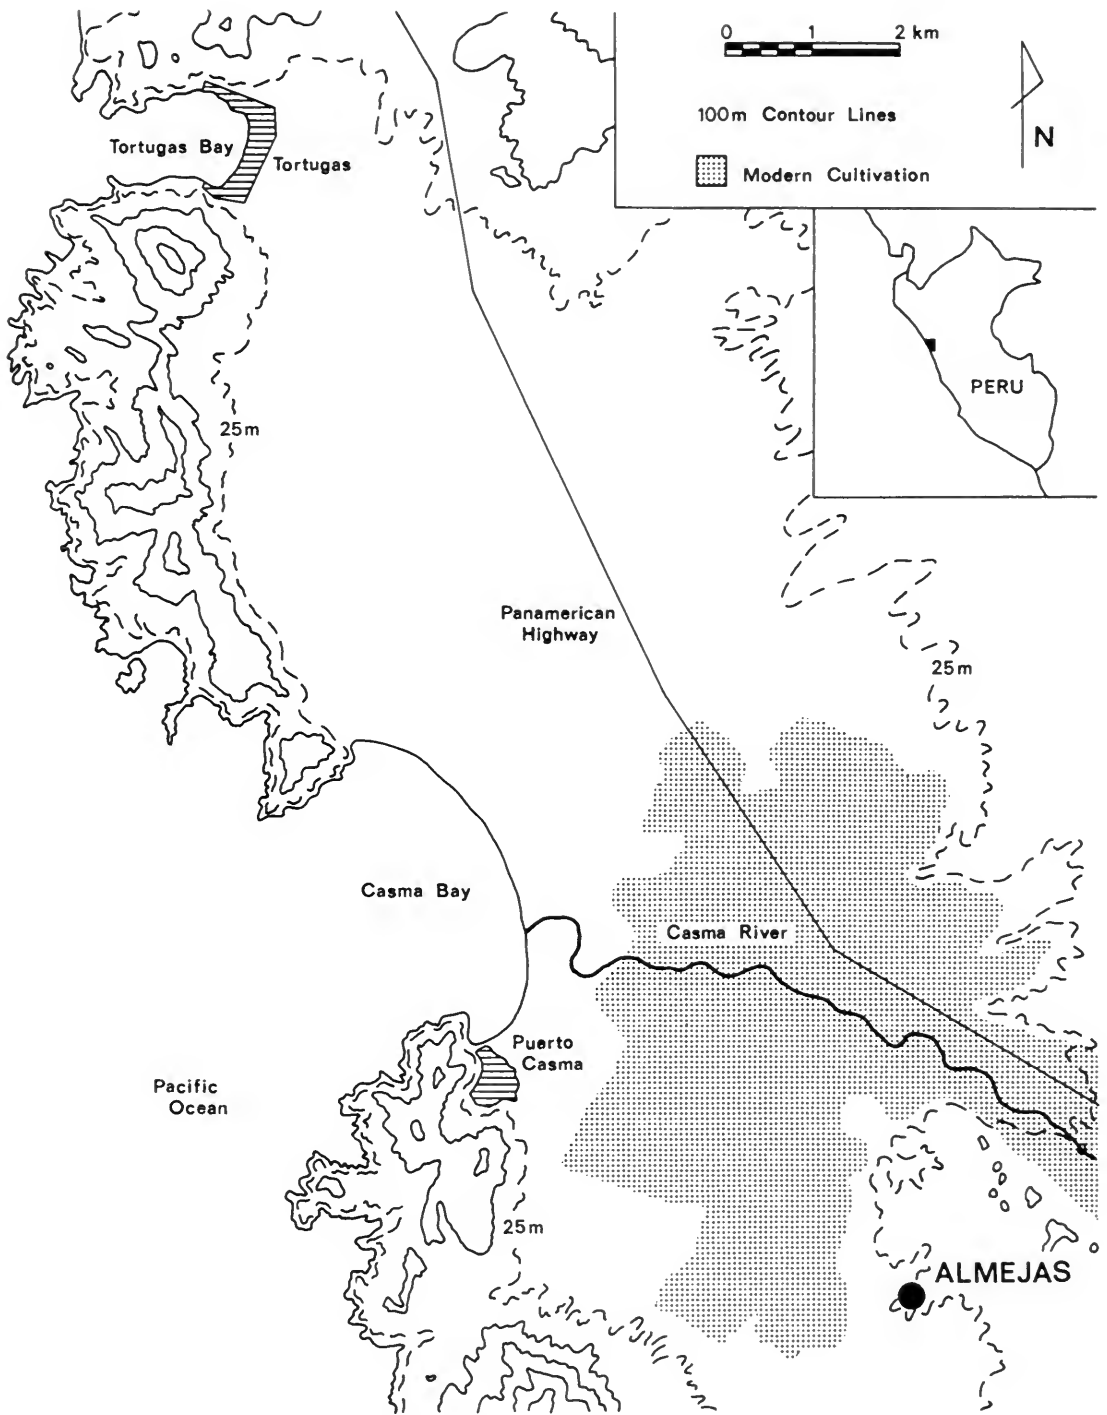 0 1 2 km
100m Contour Lines
N
Modern Cultivation
Tortugas Bay
Tortugas
PERU
25m
Panamerican
Highway
25m
Casma Bay
Casma River
Puerto
Casma
Pacific
Ocean
25m
ALMEJAS